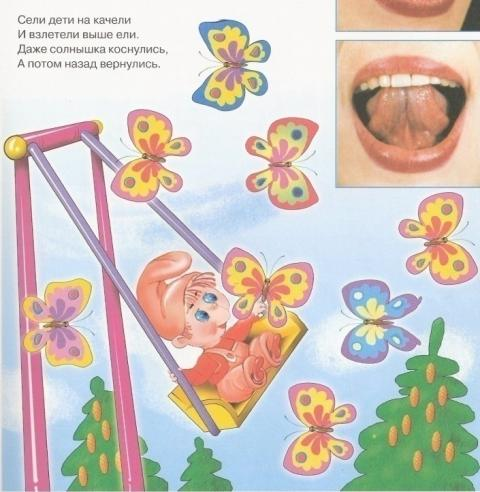 Сели дети на качели
И взлетели выше ели.
Даже солнышка коснулись,
А потом назад вернулись.